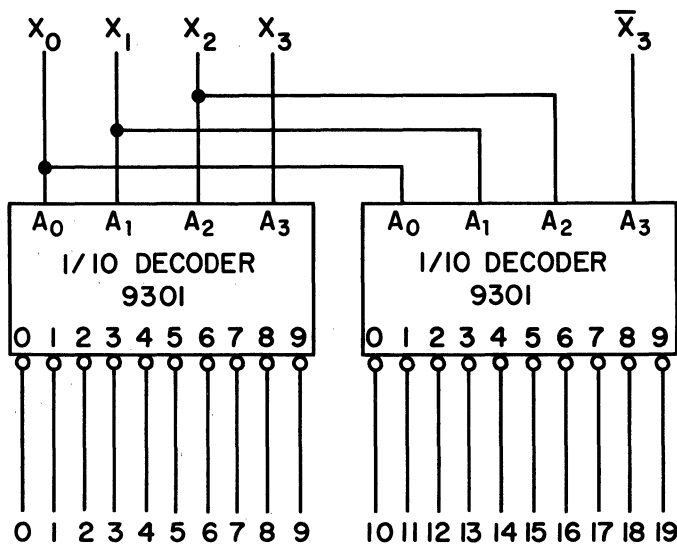 X0 X1 X2 X3 X̅3
A0 A1 A2 A3 A0 A1 A2 A3
1/10 DECODER 1/10 DECODER
9301 9301
0 1 2 3 4 5 6 7 8 9 0 1 2 3 4 5 6 7 8 9
0 1 2 3 4 5 6 7 8 9 10 11 12 13 14 15 16 17 18 19